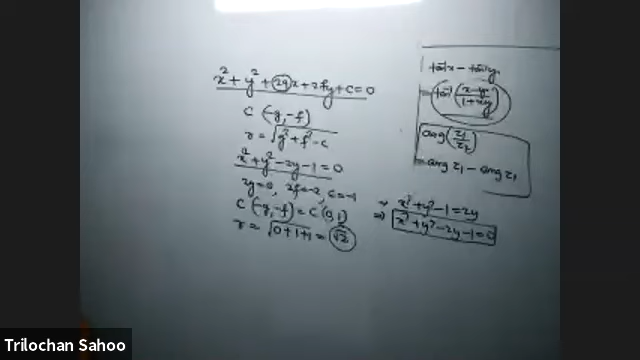 x² + y² + 2gx + 2fy + c = 0
C (-g, -f)
r = √g² + f² - c
x² + y² - 2y - 1 = 0
2g = 0, 2f = -2, c = -1
C (-g, -f) = C (0, 1)
r = √0+1+1 = √2
tan⁻¹x - tan⁻¹y
= tan⁻¹(x-y/1+xy)
arg(z₁/z₂)
= arg z₁ - arg z₂
⇒ x² + y² - 1 = 2y
⇒ x² + y² - 2y - 1 = 0
Trilochan Sahoo